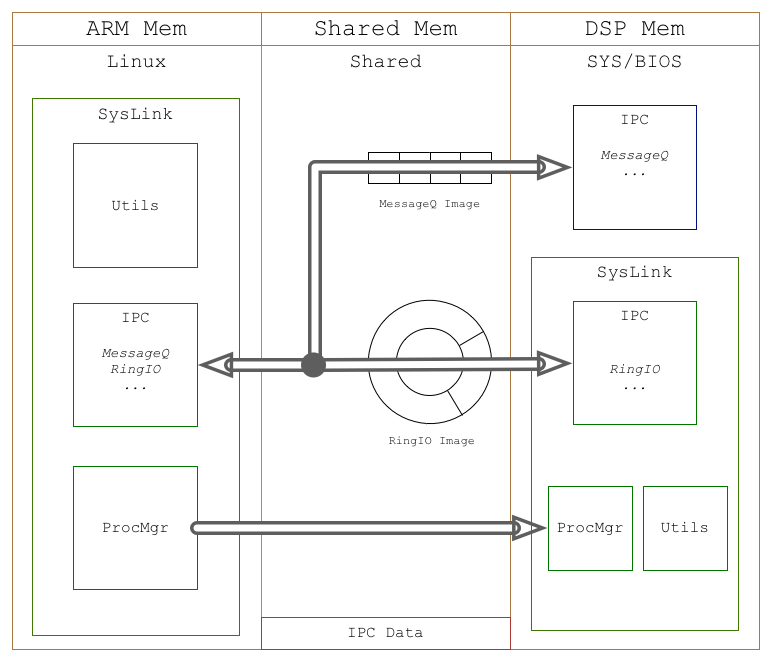 ARM Mem
Shared Mem
DSP Mem
Linux
Shared
SYS/BIOS
SysLink
Utils
IPC
MessageQ
RingIO
...
ProcMgr
MessageQ Image
RingIO Image
IPC Data
IPC
MessageQ
...
SysLink
IPC
RingIO
...
ProcMgr
Utils